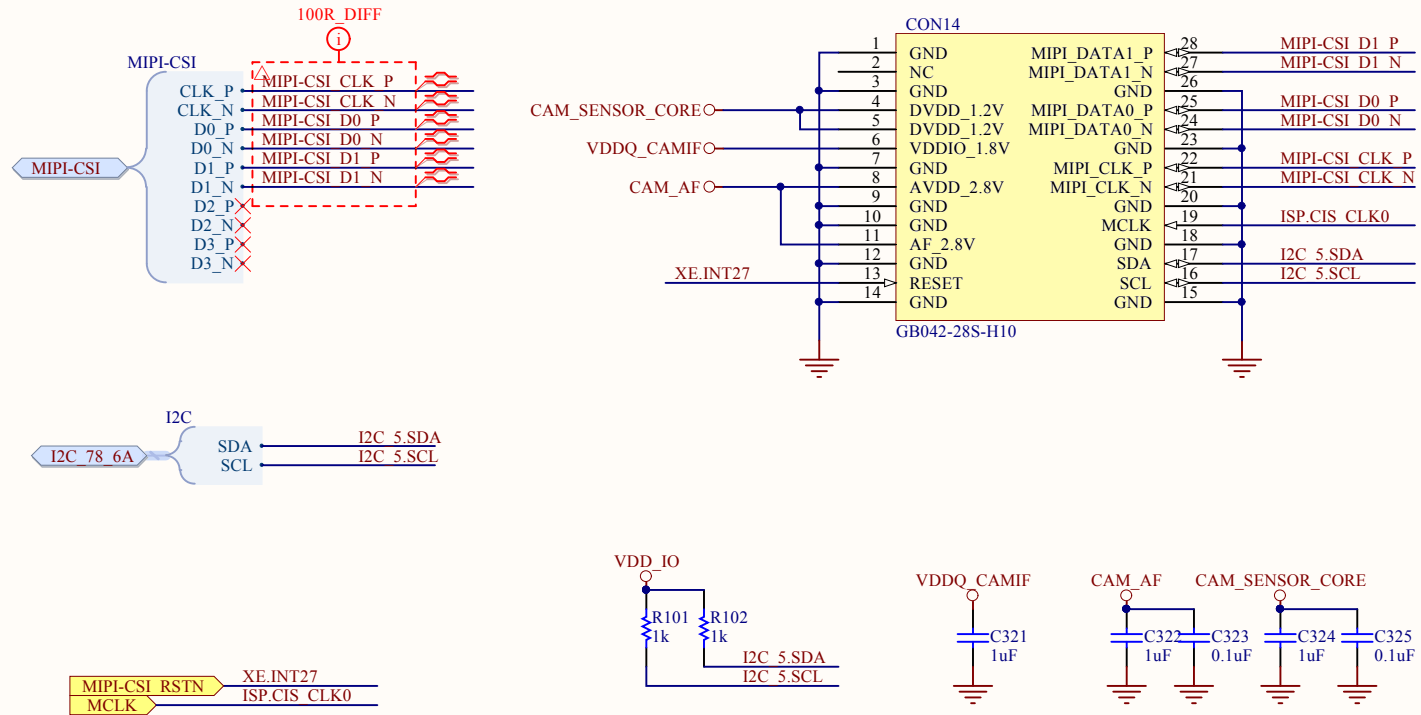 100R_DIFF
i
MIPI-CSI
MIPI-CSI
CLK_P
MIPI-CSI_CLK_P
CLK_N
MIPI-CSI_CLK_N
D0_P
MIPI-CSI_D0_P
D0_N
MIPI-CSI_D0_N
D1_P
MIPI-CSI_D1_P
D1_N
MIPI-CSI_D1_N
D2_P
D2_N
D3_P
D3_N
CON14
1 GND MIPI_DATA1_P 28 MIPI-CSI_D1_P
2 NC MIPI_DATA1_N 27 MIPI-CSI_D1_N
3 GND GND 26
CAM_SENSOR_CORE 4 DVDD_1.2V MIPI_DATA0_P 25 MIPI-CSI_D0_P
5 DVDD_1.2V MIPI_DATA0_N 24 MIPI-CSI_D0_N
VDDQ_CAMIF 6 VDDIO_1.8V GND 23
7 GND MIPI_CLK_P 22 MIPI-CSI_CLK_P
CAM_AF 8 AVDD_2.8V MIPI_CLK_N 21 MIPI-CSI_CLK_N
9 GND GND 20
10 GND MCLK 19 ISP.CIS_CLK0
11 AF_2.8V GND 18
12 GND SDA 17 I2C_5.SDA
XE.INT27 13 RESET SCL 16 I2C_5.SCL
14 GND GND 15
GB042-28S-H10
I2C
I2C_78_6A
SDA I2C_5.SDA
SCL I2C_5.SCL
MIPI-CSI_RSTN XE.INT27
MCLK ISP.CIS_CLK0
VDD_IO
R101
1k
R102
1k
I2C_5.SDA
I2C_5.SCL
VDDQ_CAMIF
C321
1uF
CAM_AF
C322
1uF
C323
0.1uF
CAM_SENSOR_CORE
C324
1uF
C325
0.1uF